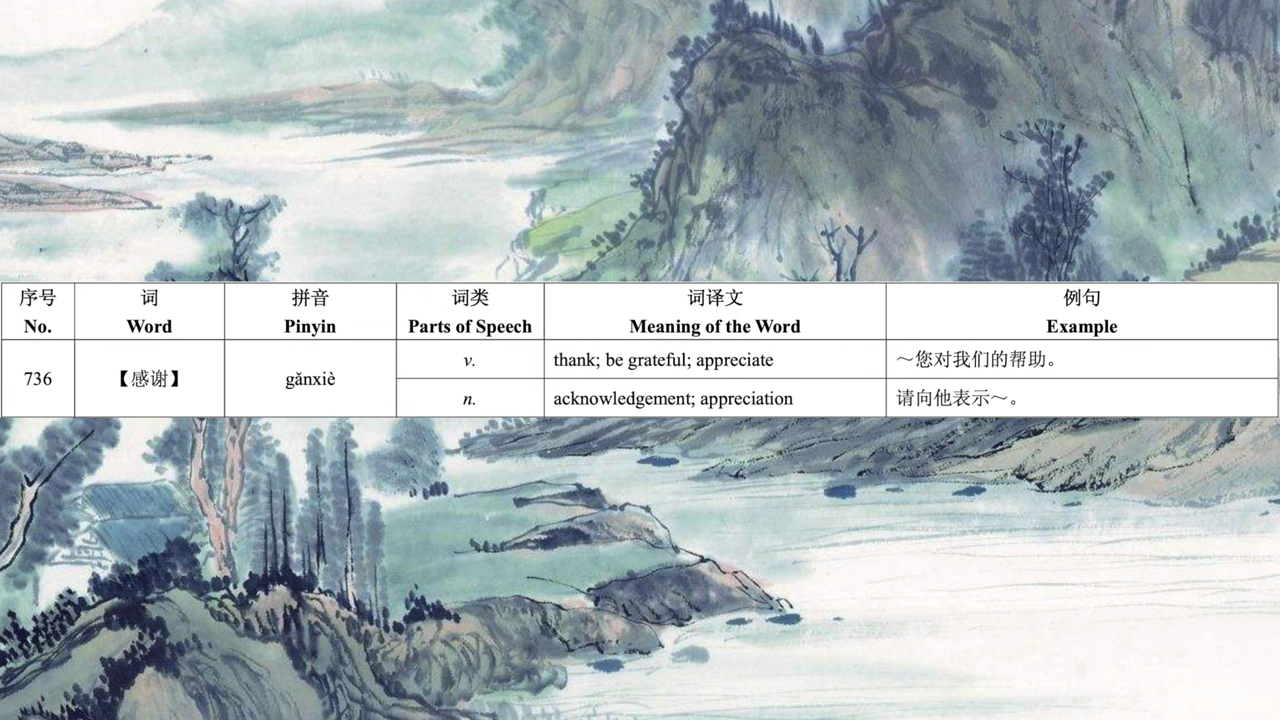 序号 词 拼音 词类 词译文 例句
No. Word Pinyin Parts of Speech Meaning of the Word Example
736 【感谢】 gǎnxiè v. thank; be grateful; appreciate ～您对我们的帮助。
n. acknowledgement; appreciation 请向他表示～。